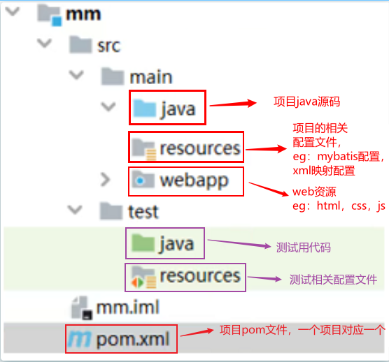 mm
src
main
java
项目java源码
resources
项目的相关
配置文件，
eg：mybatis配置，
xml映射配置
webapp
web资源
eg：html，css，js
test
java
测试用代码
resources
测试相关配置文件
mm.iml
pom.xml
项目pom文件，一个项目对应一个